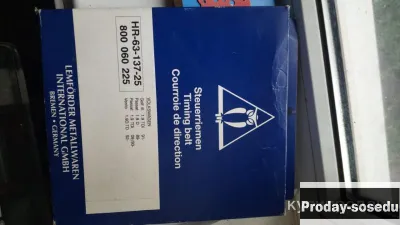 HR-63-137-25
800 060 225
VOLKSWAGEN
LEMFÖRDER METALLWAREN
INTERNATIONAL GMBH
BREMEN • GERMANY
Steuerriemen
Timing belt
Courroie de direction
Proday-sosedu